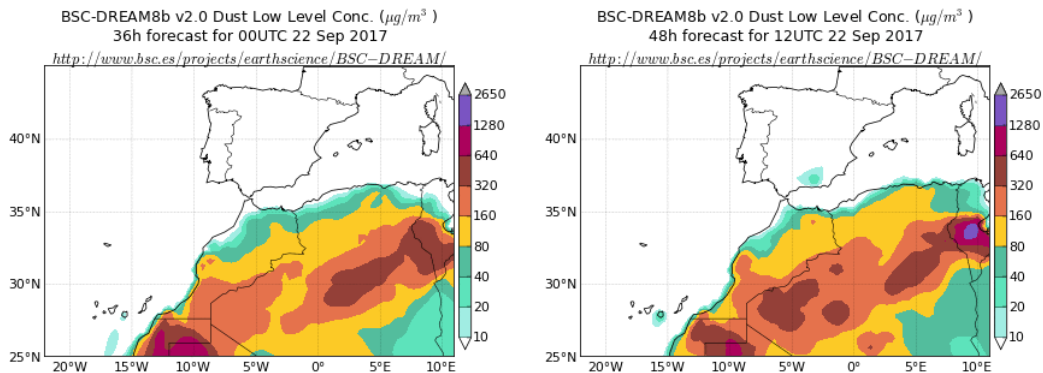 BSC-DREAM8b v2.0 Dust Low Level Conc. (μg/m³ )
36h forecast for 00UTC 22 Sep 2017
http://www.bsc.es/projects/earthscience/BSC−DREAM/
40°N
35°N
30°N
25°N
20°W
15°W
10°W
5°W
0°
5°E
10°E
2650
1280
640
320
160
80
40
20
10
BSC-DREAM8b v2.0 Dust Low Level Conc. (μg/m³ )
48h forecast for 12UTC 22 Sep 2017
http://www.bsc.es/projects/earthscience/BSC−DREAM/
40°N
35°N
30°N
25°N
20°W
15°W
10°W
5°W
0°
5°E
10°E
2650
1280
640
320
160
80
40
20
10